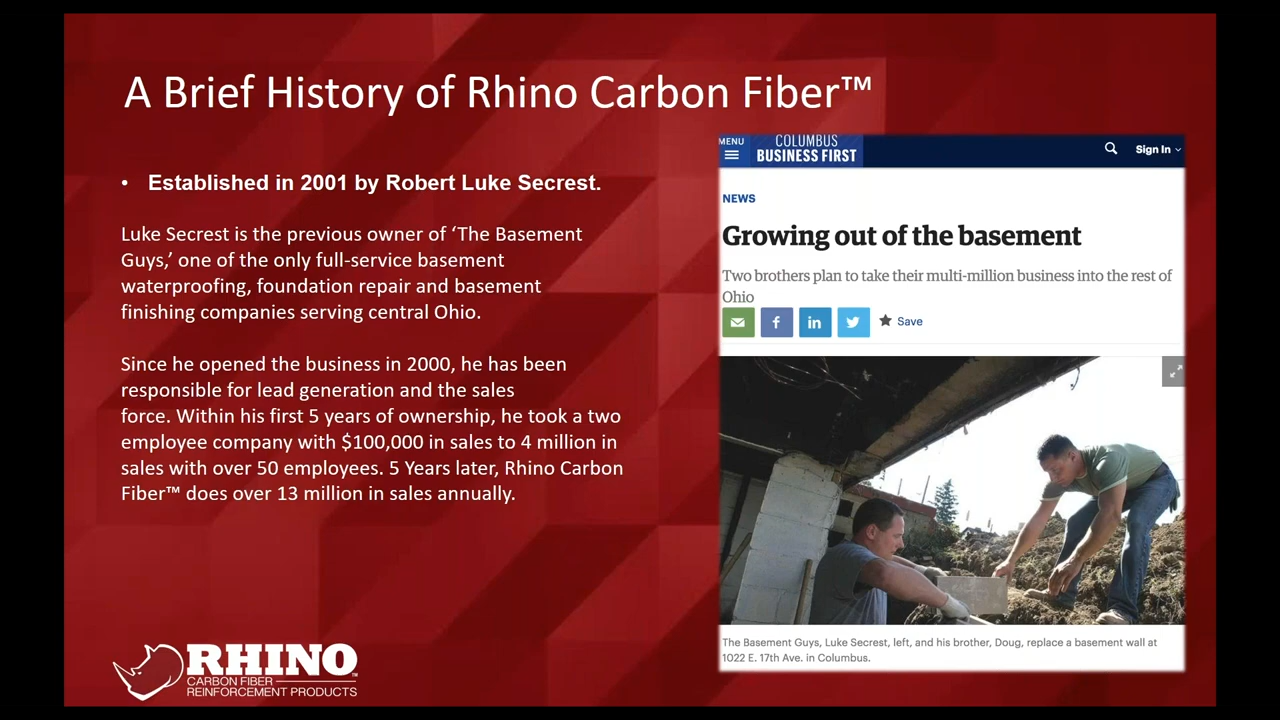 A Brief History of Rhino Carbon Fiber™
• Established in 2001 by Robert Luke Secrest.
Luke Secrest is the previous owner of ‘The Basement
Guys,’ one of the only full-service basement
waterproofing, foundation repair and basement
finishing companies serving central Ohio.
Since he opened the business in 2000, he has been
responsible for lead generation and the sales
force. Within his first 5 years of ownership, he took a two
employee company with $100,000 in sales to 4 million in
sales with over 50 employees. 5 Years later, Rhino Carbon
Fiber™ does over 13 million in sales annually.
MENU
COLUMBUS
BUSINESS FIRST
Sign In
NEWS
Growing out of the basement
Two brothers plan to take their multi-million business into the rest of
Ohio
f
in
Save
The Basement Guys, Luke Secrest, left, and his brother, Doug, replace a basement wall at
1022 E. 17th Ave. in Columbus.
RHINO™
CARBON FIBER
REINFORCEMENT PRODUCTS